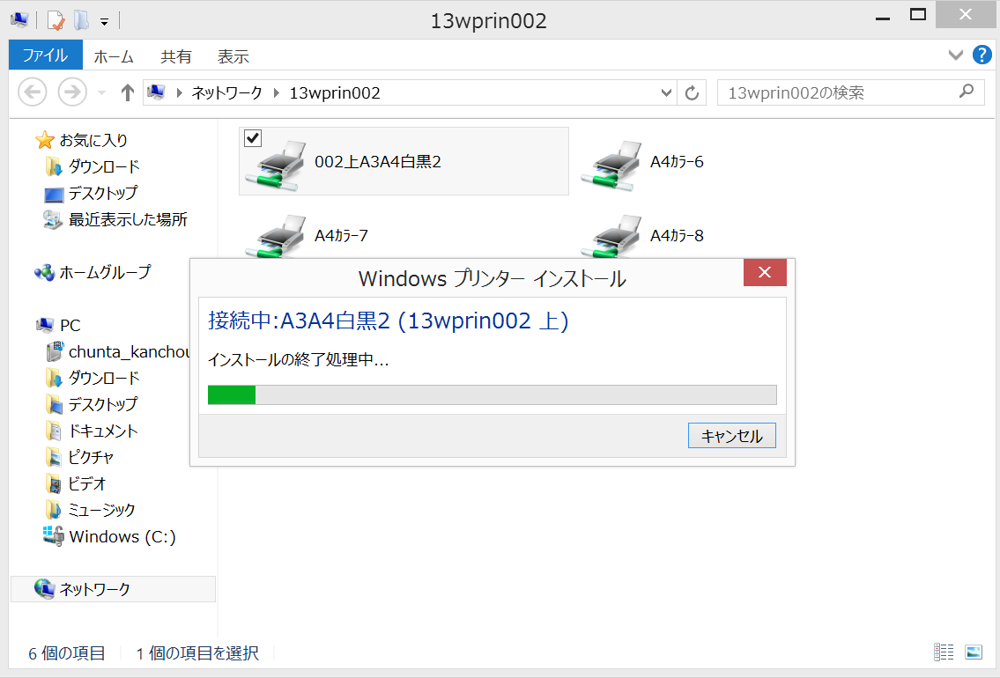 13wprin002
ファイル ホーム 共有 表示
ネットワーク 13wprin002 13wprin002の検索
お気に入り
ダウンロード
デスクトップ
最近表示した場所
ホームグループ
PC
chunta_kanchou
ダウンロード
デスクトップ
ドキュメント
ピクチャ
ビデオ
ミュージック
Windows (C:)
ネットワーク
002上A3A4白黒2 A4ｶﾗｰ6
A4ｶﾗｰ7 A4ｶﾗｰ8
Windows プリンター インストール
接続中:A3A4白黒2 (13wprin002 上)
インストールの終了処理中...
キャンセル
6 個の項目 1 個の項目を選択